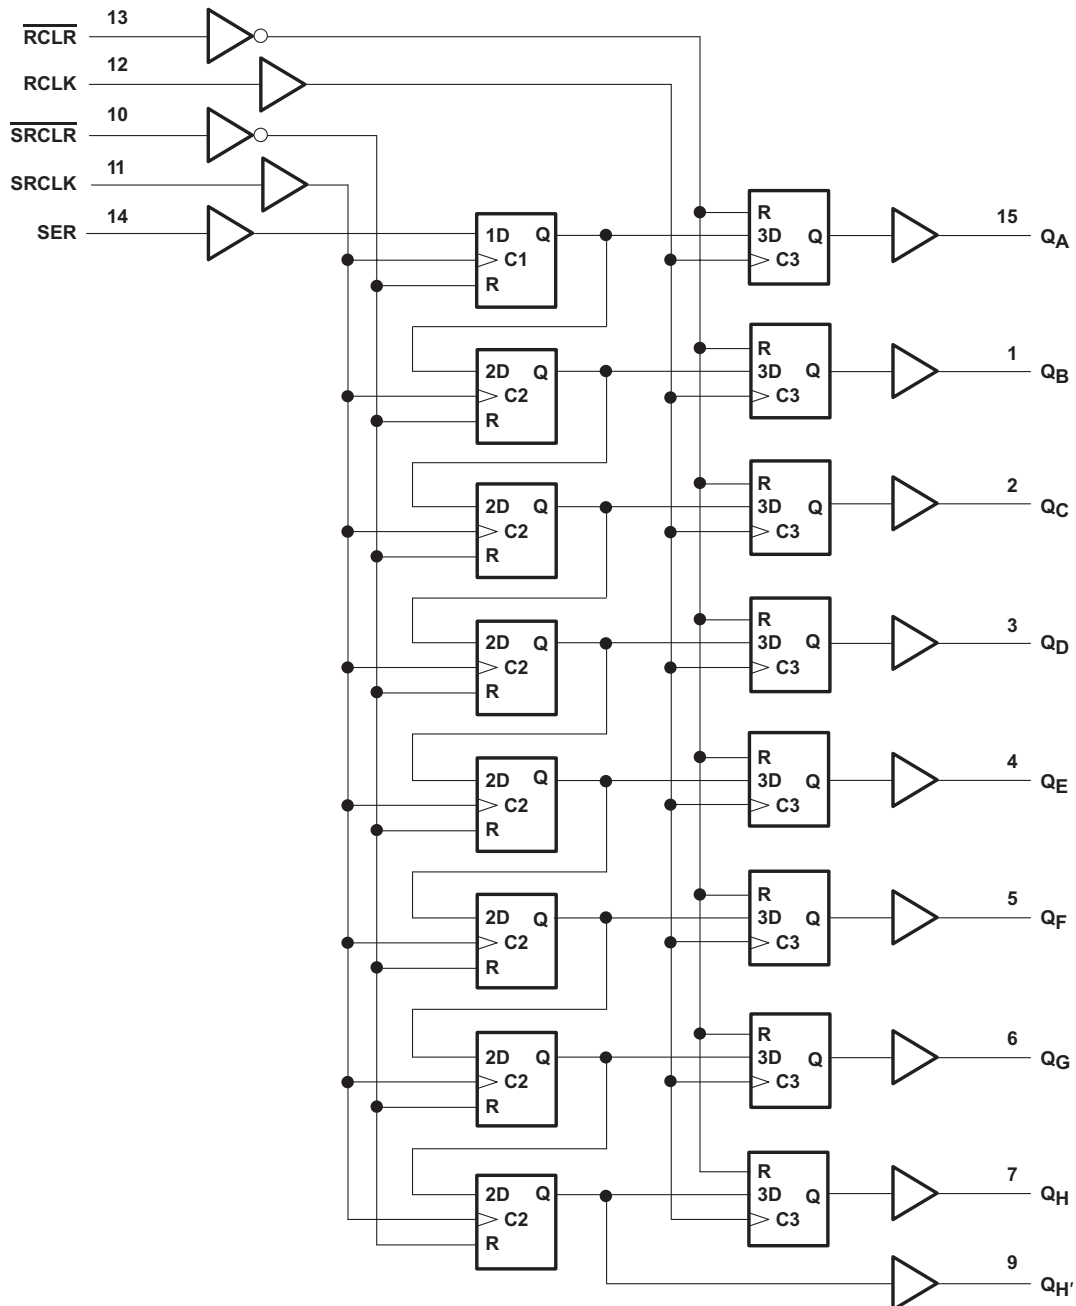 RCLR 13
RCLK 12
SRCLR 10
SRCLK 11
SER 14
1D Q
C1
R
R
3D Q
C3
15 QA
2D Q
C2
R
R
3D Q
C3
1 QB
2D Q
C2
R
R
3D Q
C3
2 QC
2D Q
C2
R
R
3D Q
C3
3 QD
2D Q
C2
R
R
3D Q
C3
4 QE
2D Q
C2
R
R
3D Q
C3
5 QF
2D Q
C2
R
R
3D Q
C3
6 QG
2D Q
C2
R
R
3D Q
C3
7 QH
9 QH′